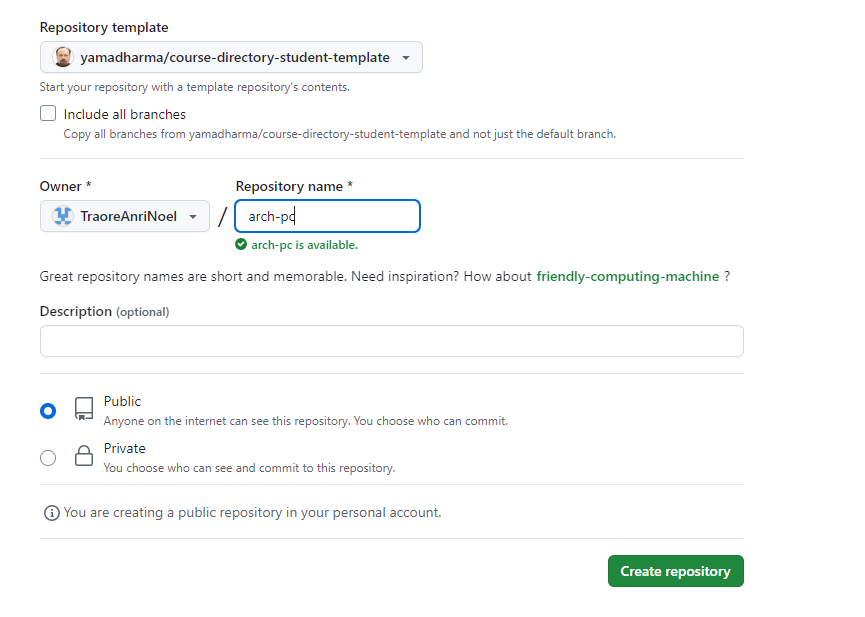 Repository template
yamadharma/course-directory-student-template
Start your repository with a template repository's contents.
Include all branches
Copy all branches from yamadharma/course-directory-student-template and not just the default branch.
Owner * Repository name *
TraoreAnriNoel / arch-pc
arch-pc is available.
Great repository names are short and memorable. Need inspiration? How about friendly-computing-machine ?
Description (optional)
Public
Anyone on the internet can see this repository. You choose who can commit.
Private
You choose who can see and commit to this repository.
You are creating a public repository in your personal account.
Create repository